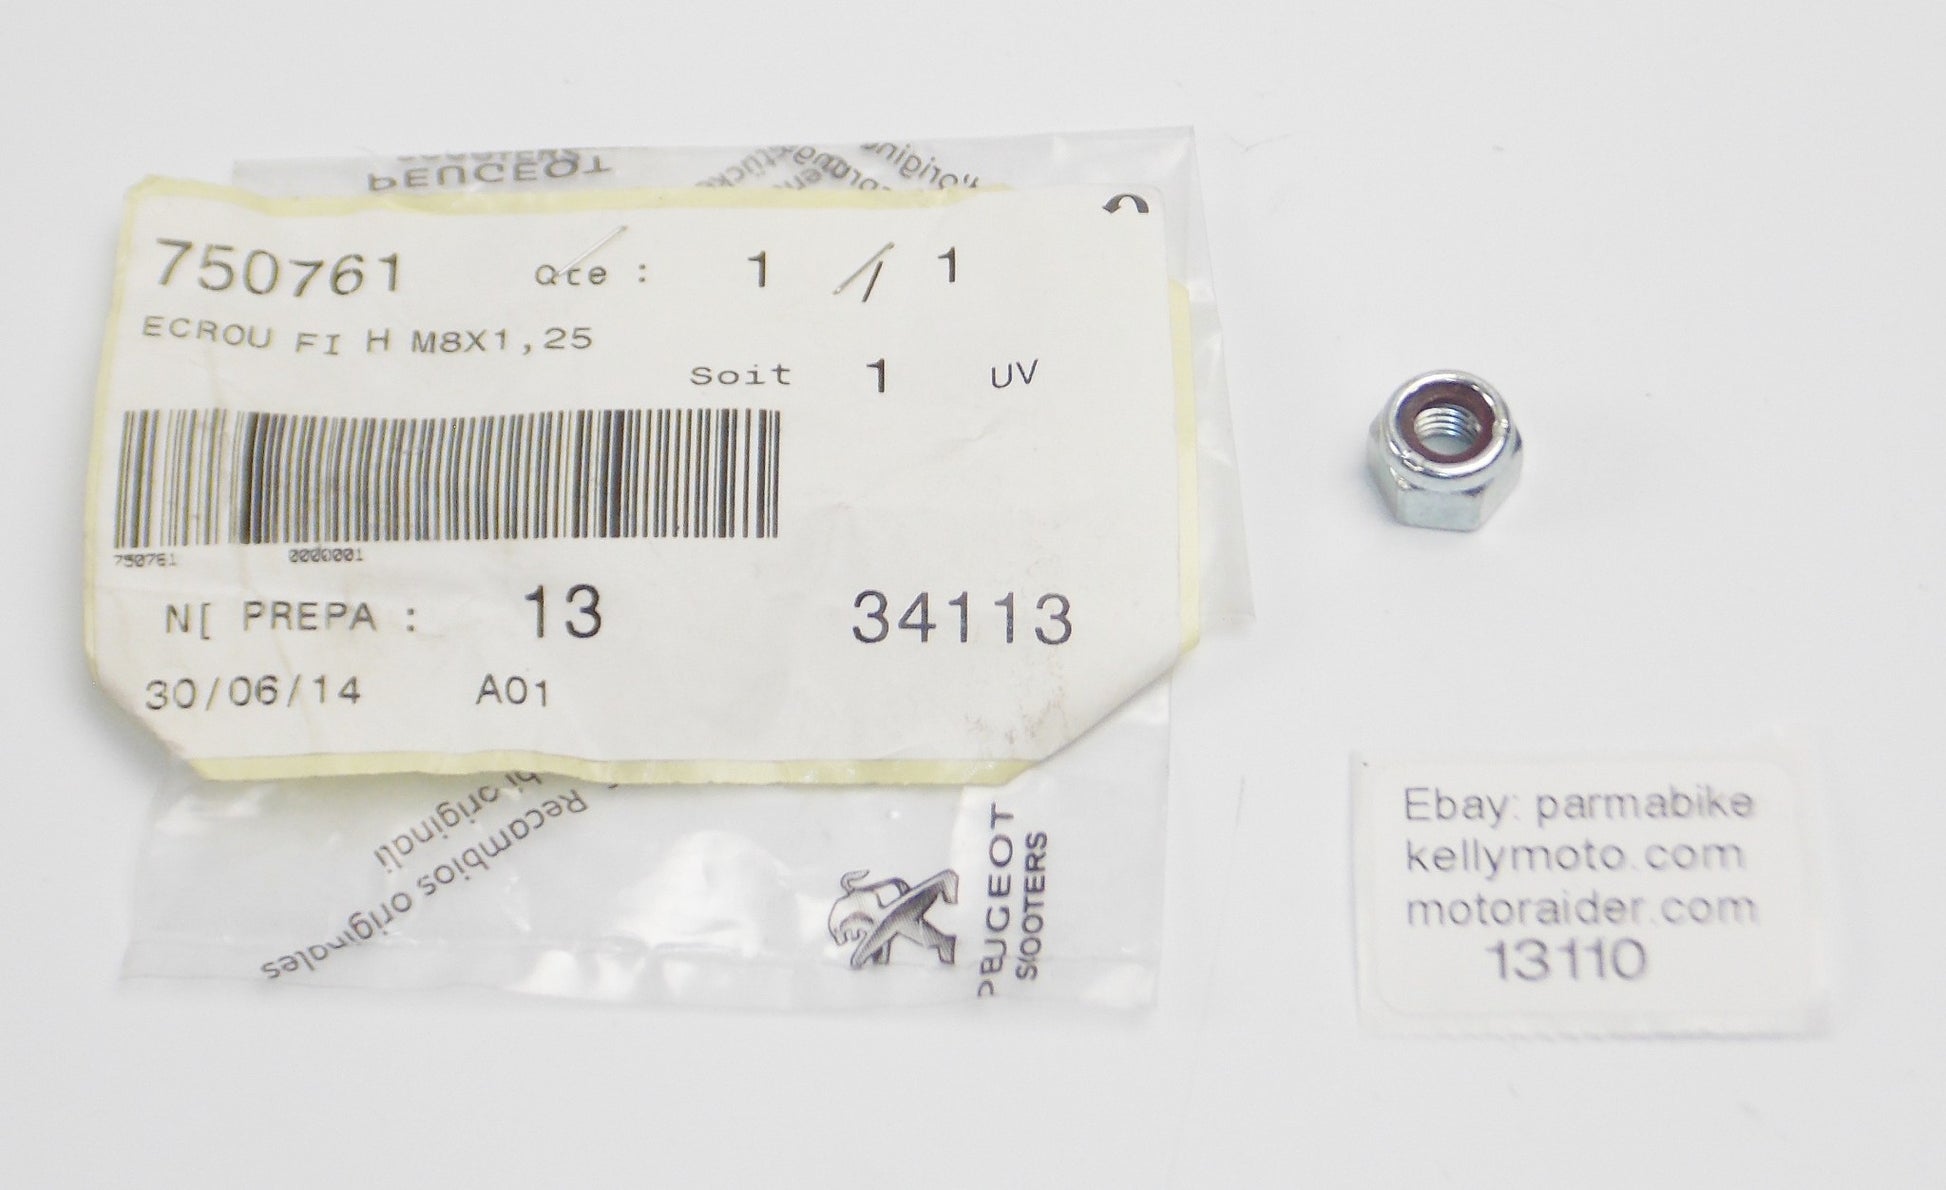 PEUGEOT
750761 Qte : 1 / 1
ECROU FI H M8X1,25
Soit 1 UV
750761 0000001
N[ PREPA : 13 34113
30/06/14 A01
originali
Recambios originales
PEUGEOT
SCOOTERS
Ebay: parmabike
kellymoto.com
motoraider.com
13110